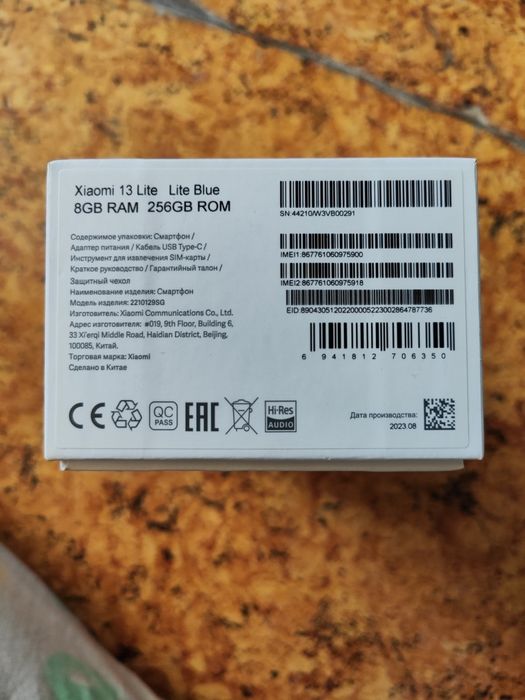 Xiaomi 13 Lite Lite Blue
8GB RAM 256GB ROM
Содержимое упаковки: Смартфон /
Адаптер питания / Кабель USB Type-C /
Инструмент для извлечения SIM-карты /
Краткое руководство / Гарантийный талон /
Защитный чехол
Наименование изделия: Смартфон
Модель изделия: 2210129SG
Изготовитель: Xiaomi Communications Co., Ltd.
Адрес изготовителя: #019, 9th Floor, Building 6,
33 Xi'erqi Middle Road, Haidian District, Beijing,
100085, Китай.
Торговая марка: Xiaomi
Сделано в Китае
SN:44210/W3VB00291
IMEI1:867761060975900
IMEI2:867761060975918
EID:89043051202200005223002864787736
6 941812 706350
CE
QC
PASS
EAC
Hi-Res
AUDIO
Дата производства:
2023.08